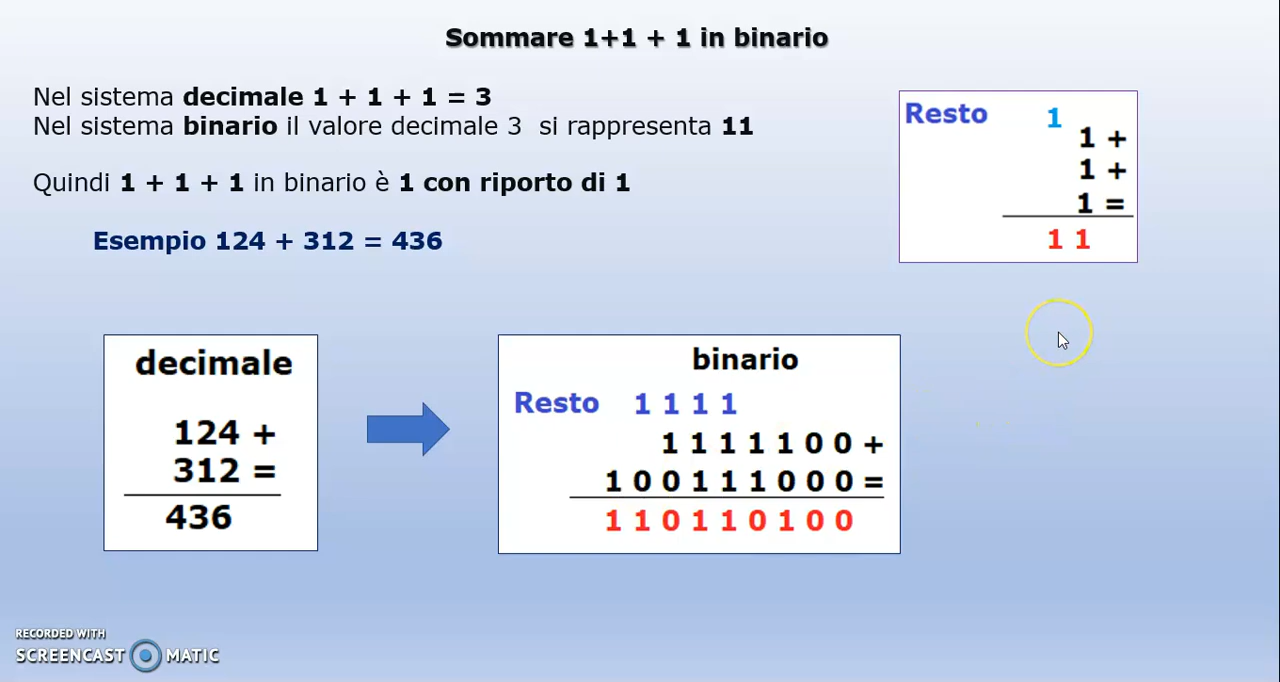 Sommare 1+1 + 1 in binario
Nel sistema decimale 1 + 1 + 1 = 3
Nel sistema binario il valore decimale 3 si rappresenta 11
Quindi 1 + 1 + 1 in binario è 1 con riporto di 1
Esempio 124 + 312 = 436
Resto 1
1 +
1 +
1 =
1 1
decimale
124 +
312 =
436
binario
Resto 1 1 1 1
1 1 1 1 1 0 0 +
1 0 0 1 1 1 0 0 0 =
1 1 0 1 1 0 1 0 0
RECORDED WITH
SCREENCAST MATIC